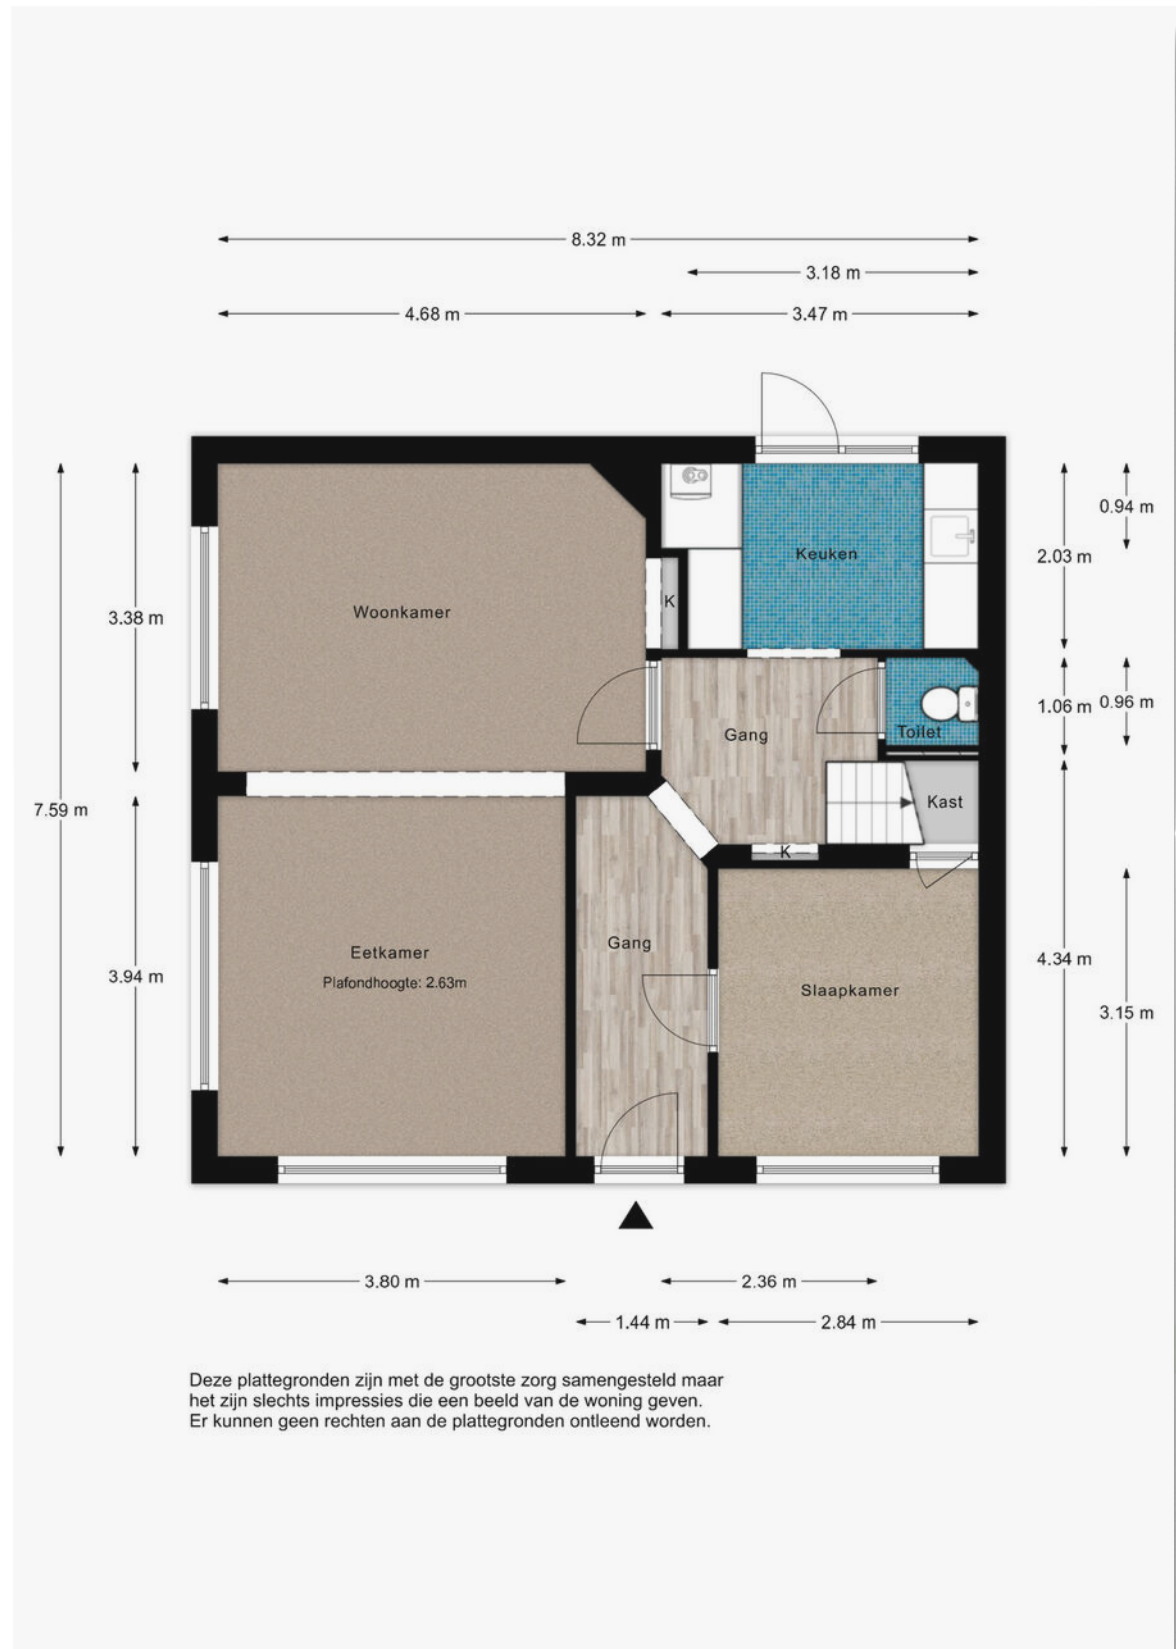 8.32 m
3.18 m
4.68 m
3.47 m
0.94 m
Keuken
2.03 m
K
Woonkamer
3.38 m
1.06 m
0.96 m
Toilet
Gang
Kast
7.59 m
K
Gang
Eetkamer
Plafondhoogte: 2.63m
3.94 m
4.34 m
Slaapkamer
3.15 m
3.80 m
2.36 m
1.44 m
2.84 m
Deze plattegronden zijn met de grootste zorg samengesteld maar
het zijn slechts impressies die een beeld van de woning geven.
Er kunnen geen rechten aan de plattegronden ontleend worden.